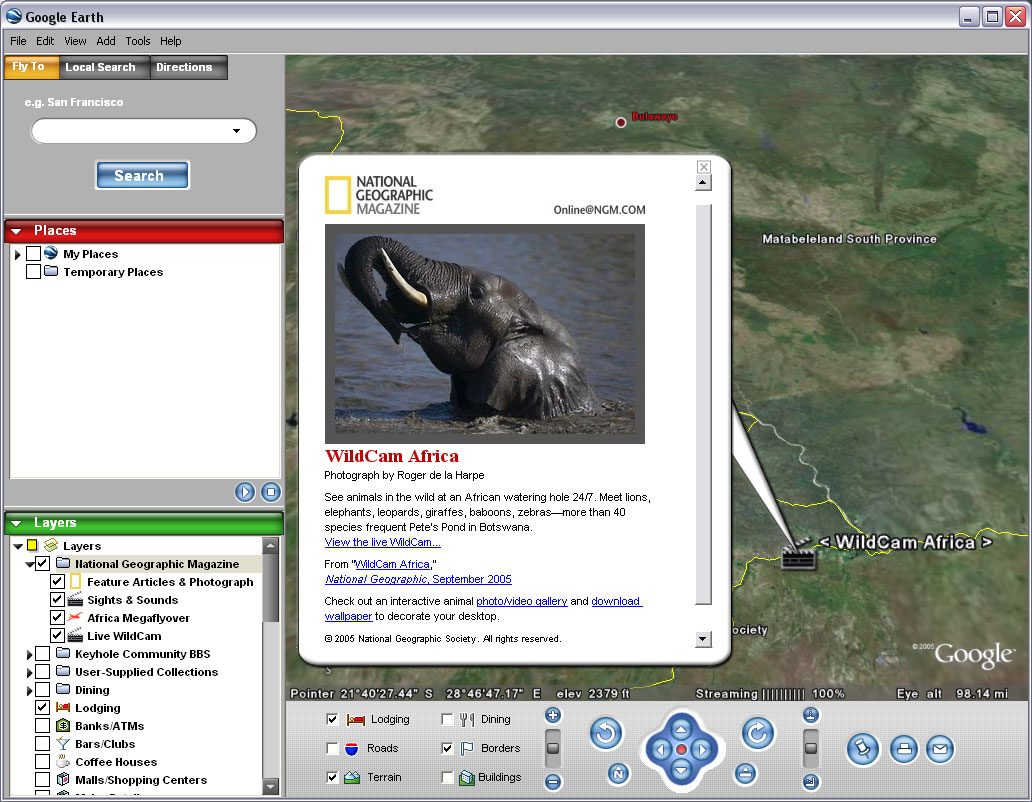 Google Earth
File Edit View Add Tools Help
Fly To Local Search Directions
e.g. San Francisco
Search
Places
My Places
Temporary Places
Layers
Layers
National Geographic Magazine
Feature Articles & Photograph
Sights & Sounds
Africa Megaflyover
Live WildCam
Keyhole Community BBS
User-Supplied Collections
Dining
Lodging
Banks/ATMs
Bars/Clubs
Coffee Houses
Malls/Shopping Centers
Bulawayo
Matabeleland South Province
NATIONAL
GEOGRAPHIC
MAGAZINE
Online@NGM.COM
WildCam Africa
Photograph by Roger de la Harpe
See animals in the wild at an African watering hole 24/7. Meet lions,
elephants, leopards, giraffes, baboons, zebras—more than 40
species frequent Pete's Pond in Botswana.
View the live WildCam...
From "WildCam Africa,"
National Geographic, September 2005
Check out an interactive animal photo/video gallery and download
wallpaper to decorate your desktop.
© 2005 National Geographic Society. All rights reserved.
< WildCam Africa >
ociety
© 2005 Google™
Pointer 21°40'27.44" S 28°46'47.17" E elev 2379 ft Streaming |||||||||| 100% Eye alt 98.14 mi
Lodging Dining
Roads Borders
Terrain Buildings
N